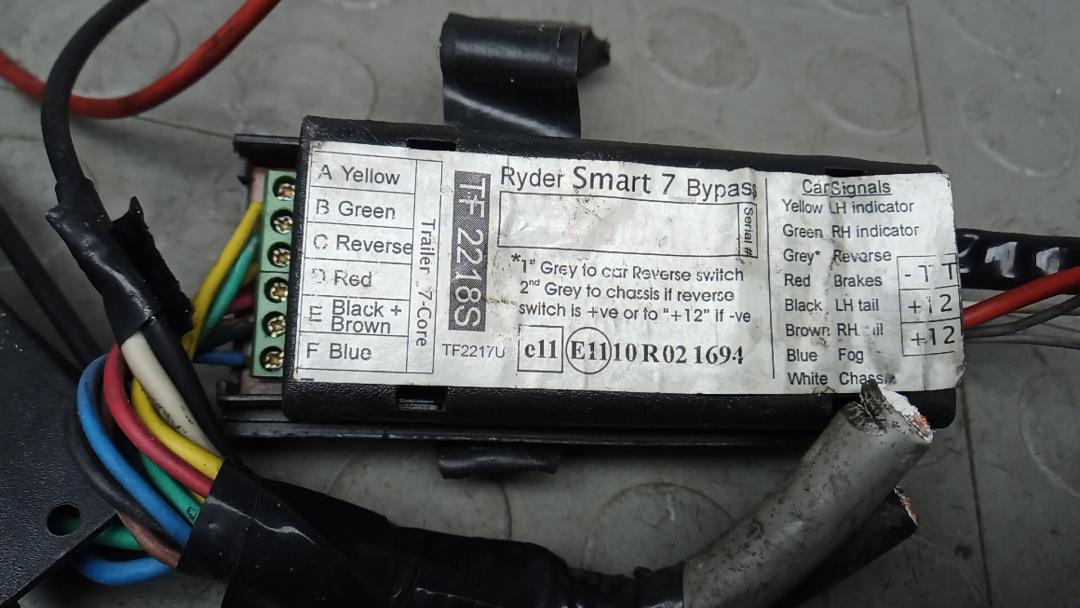 A Yellow
B Green
C Reverse
D Red
E Black +
Brown
F Blue
Trailer 7-Core
TF 2218S
Ryder Smart 7 Bypass
Serial #
*1st Grey to car Reverse switch
2nd Grey to chassis if reverse
switch is +ve or to "+12" if -ve
TF2217U e11 E11 10 R 02 1694
Car Signals
Yellow LH indicator
Green RH indicator
Grey* Reverse
Red Brakes
Black LH tail
Brown RH
Blue Fog
White
+12
+12